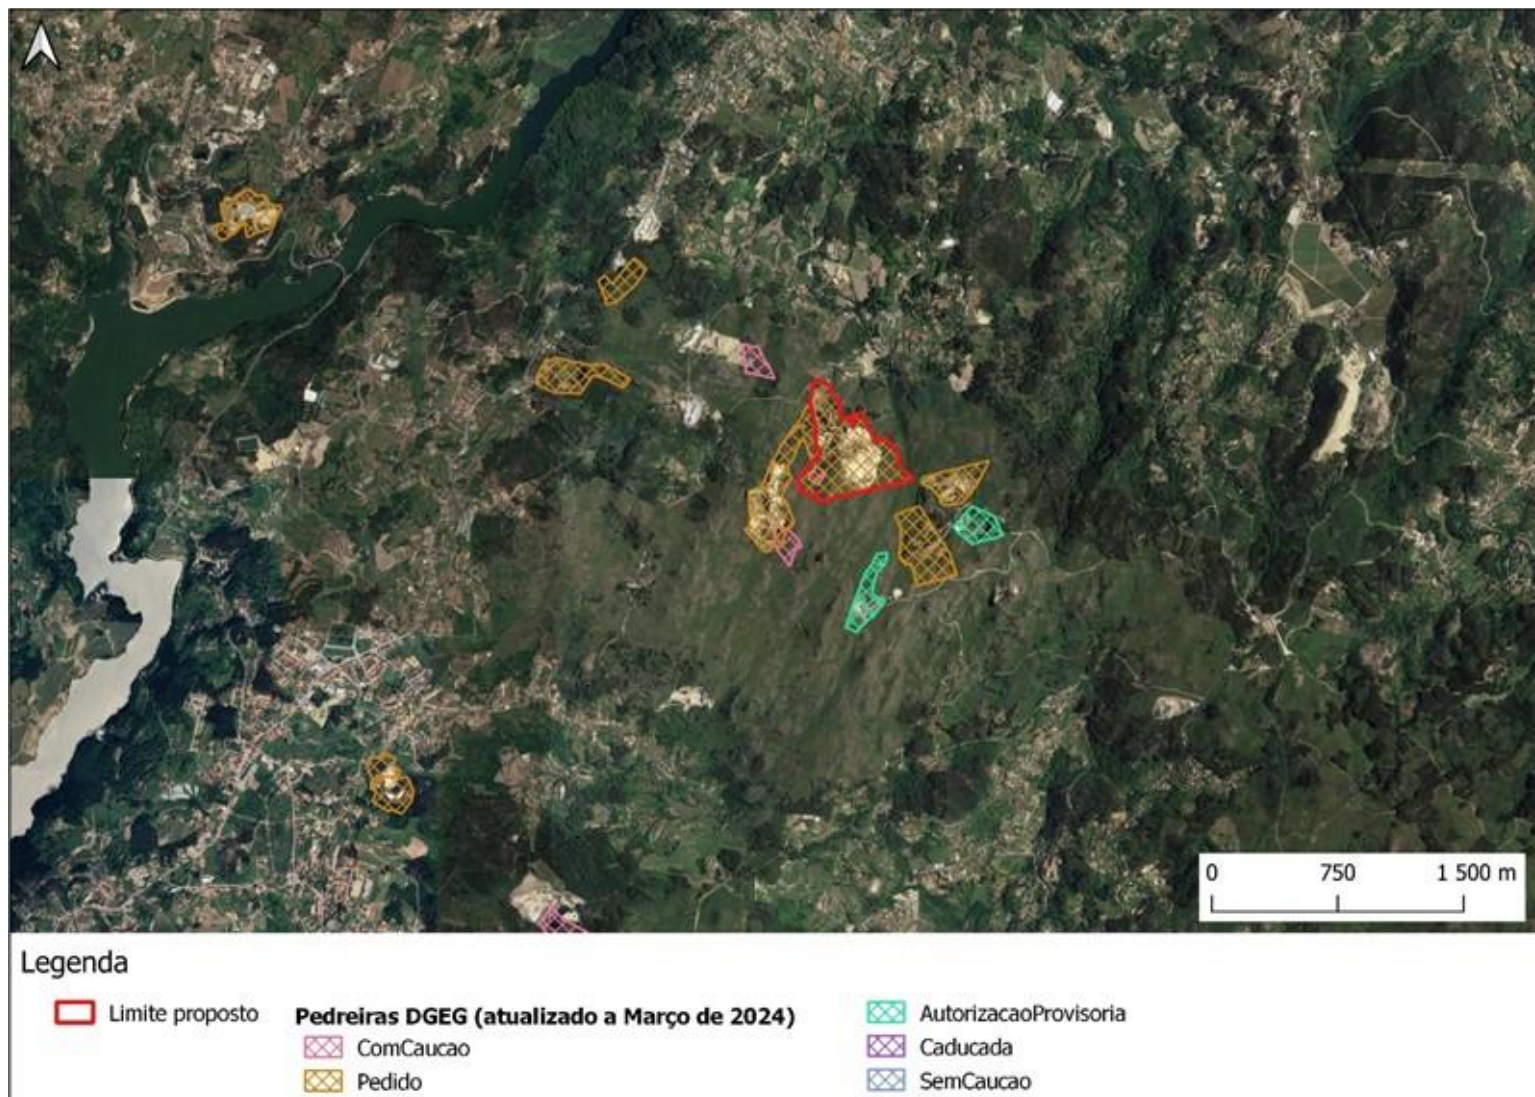 0 750 1 500 m
Legenda
Limite proposto
Pedreiras DGEG (atualizado a Março de 2024)
ComCaucao
Pedido
AutorizacaoProvisoria
Caducada
SemCaucao